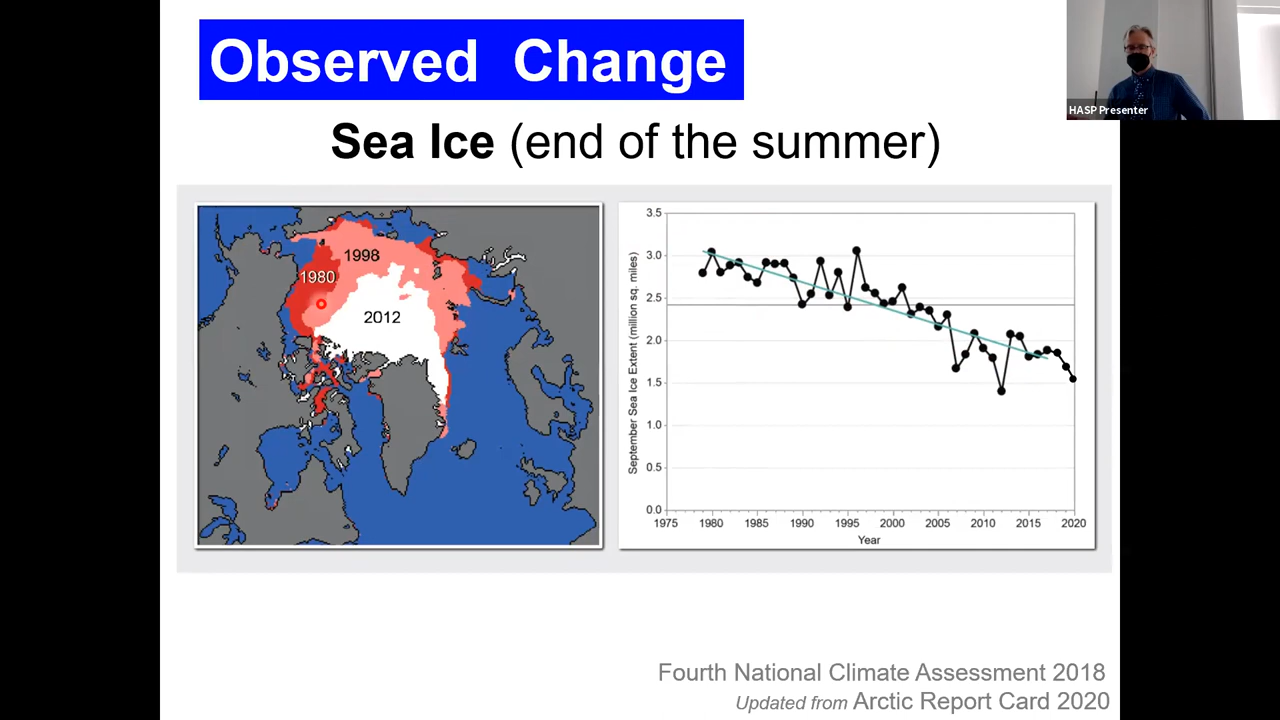 Observed Change
HASP Presenter
Sea Ice (end of the summer)
1998
1980
2012
September Sea Ice Extent (million sq. miles)
3.5
3.0
2.5
2.0
1.5
1.0
0.5
0.0
1975 1980 1985 1990 1995 2000 2005 2010 2015 2020
Year
Fourth National Climate Assessment 2018
Updated from Arctic Report Card 2020